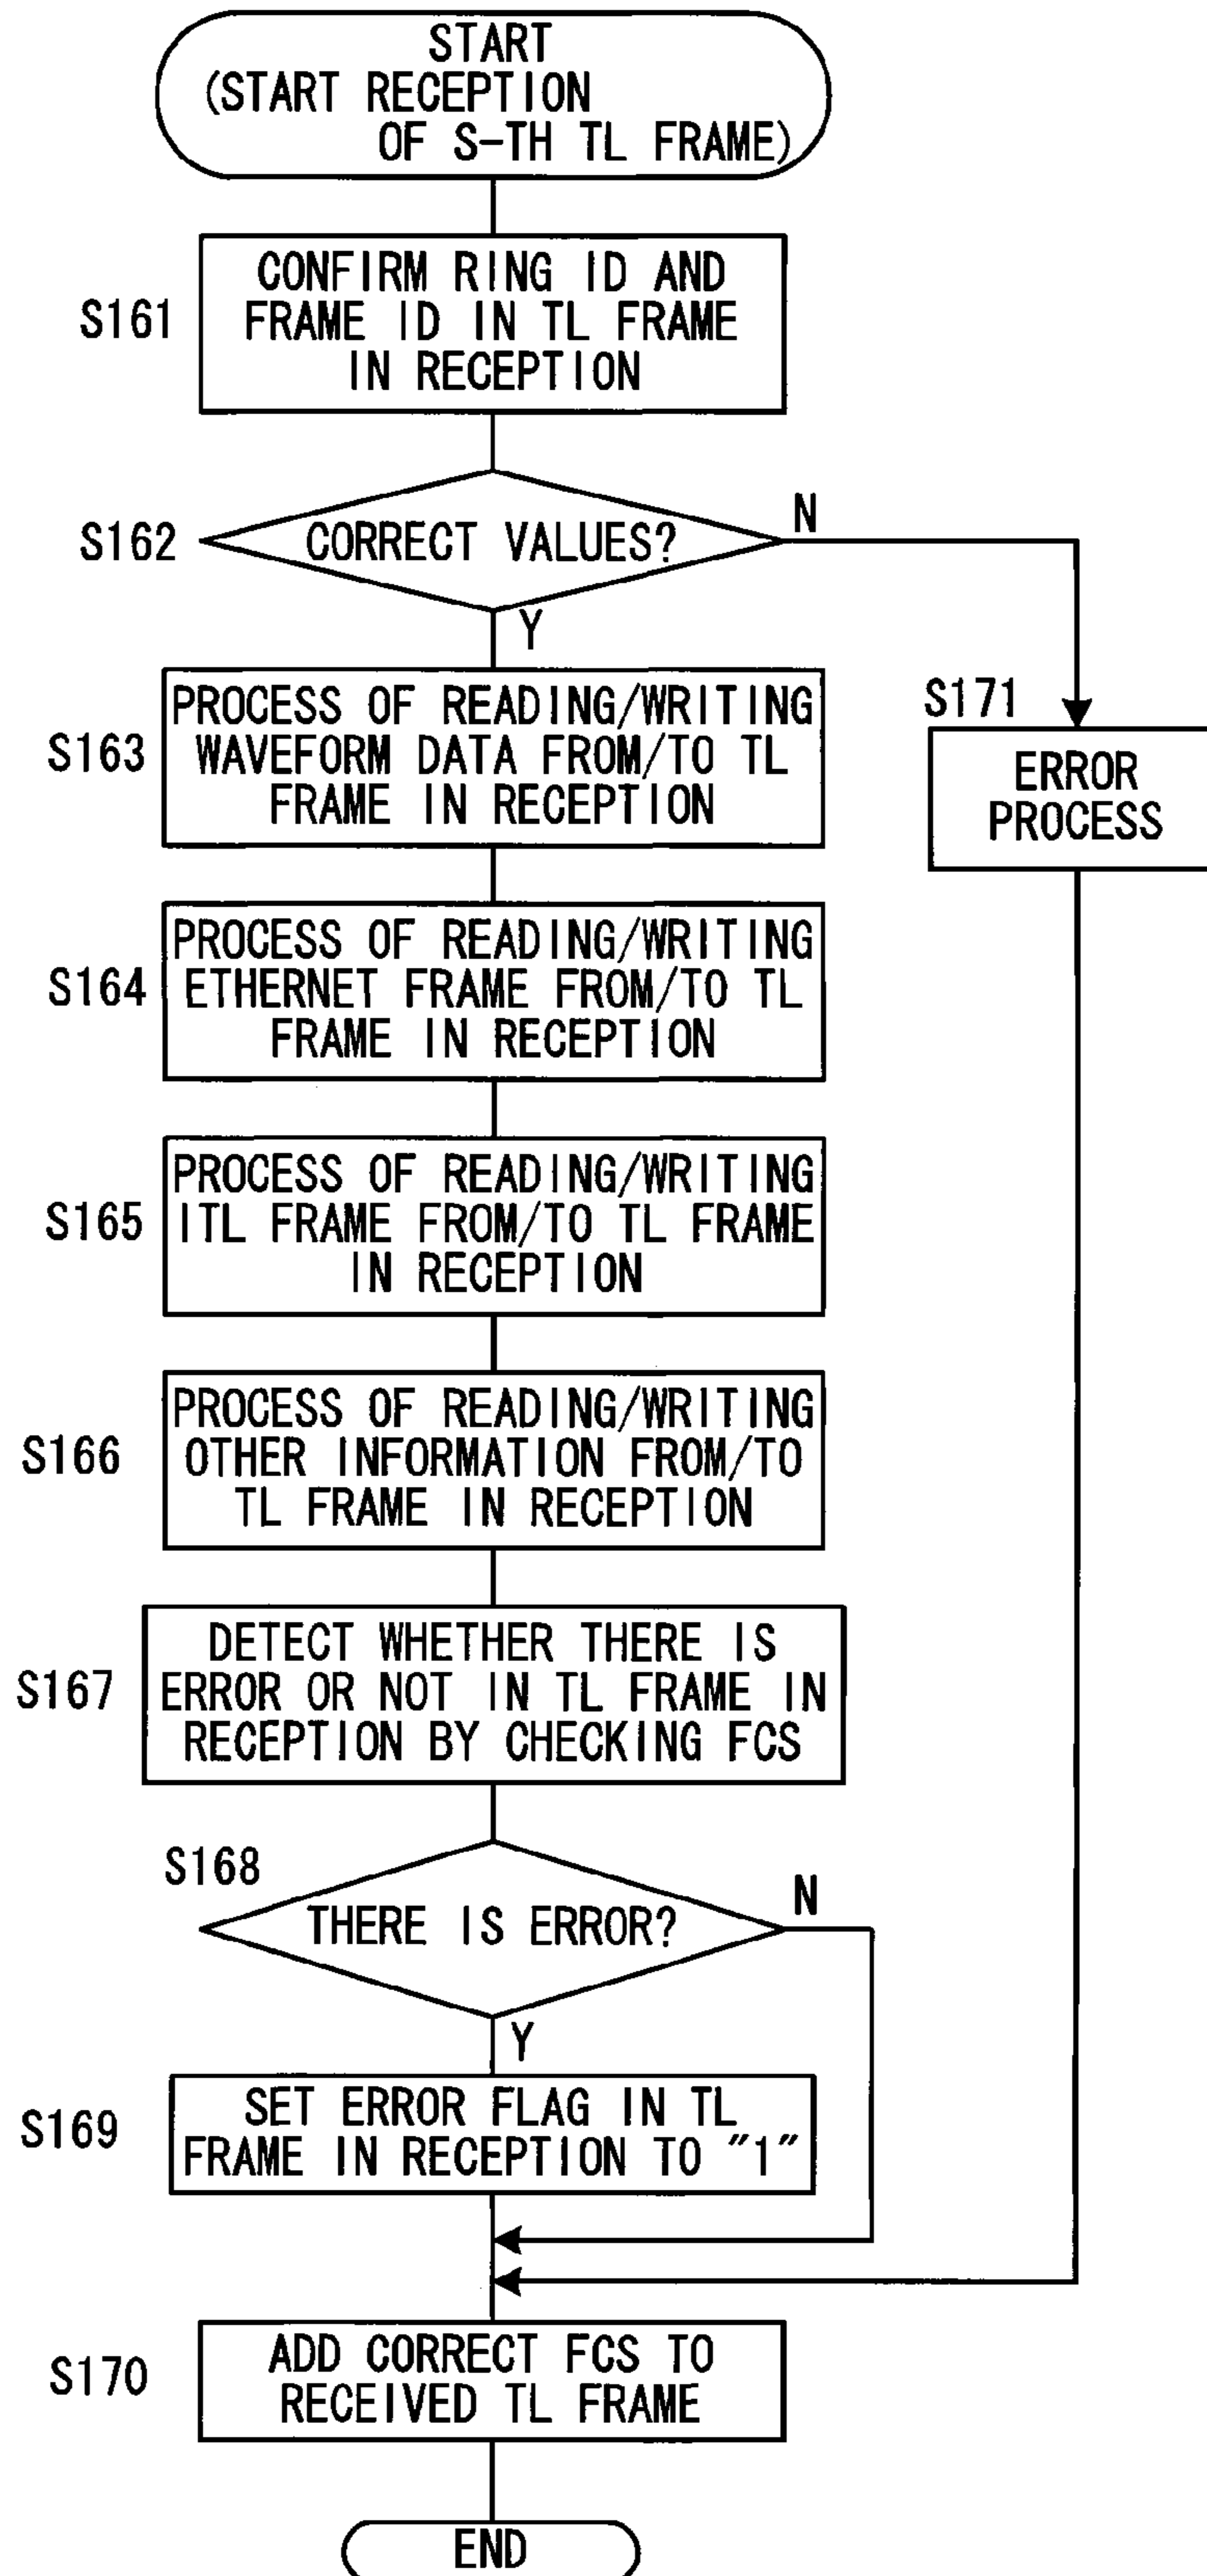 START
(START RECEPTION
OF S-TH TL FRAME)
S161
CONFIRM RING ID AND
FRAME ID IN TL FRAME
IN RECEPTION
S162
CORRECT VALUES?
N
Y
S163
PROCESS OF READING/WRITING
WAVEFORM DATA FROM/TO TL
FRAME IN RECEPTION
S171
ERROR
PROCESS
S164
PROCESS OF READING/WRITING
ETHERNET FRAME FROM/TO TL
FRAME IN RECEPTION
S165
PROCESS OF READING/WRITING
ITL FRAME FROM/TO TL FRAME
IN RECEPTION
S166
PROCESS OF READING/WRITING
OTHER INFORMATION FROM/TO
TL FRAME IN RECEPTION
S167
DETECT WHETHER THERE IS
ERROR OR NOT IN TL FRAME IN
RECEPTION BY CHECKING FCS
S168
THERE IS ERROR?
N
Y
S169
SET ERROR FLAG IN TL
FRAME IN RECEPTION TO "1"
S170
ADD CORRECT FCS TO
RECEIVED TL FRAME
END